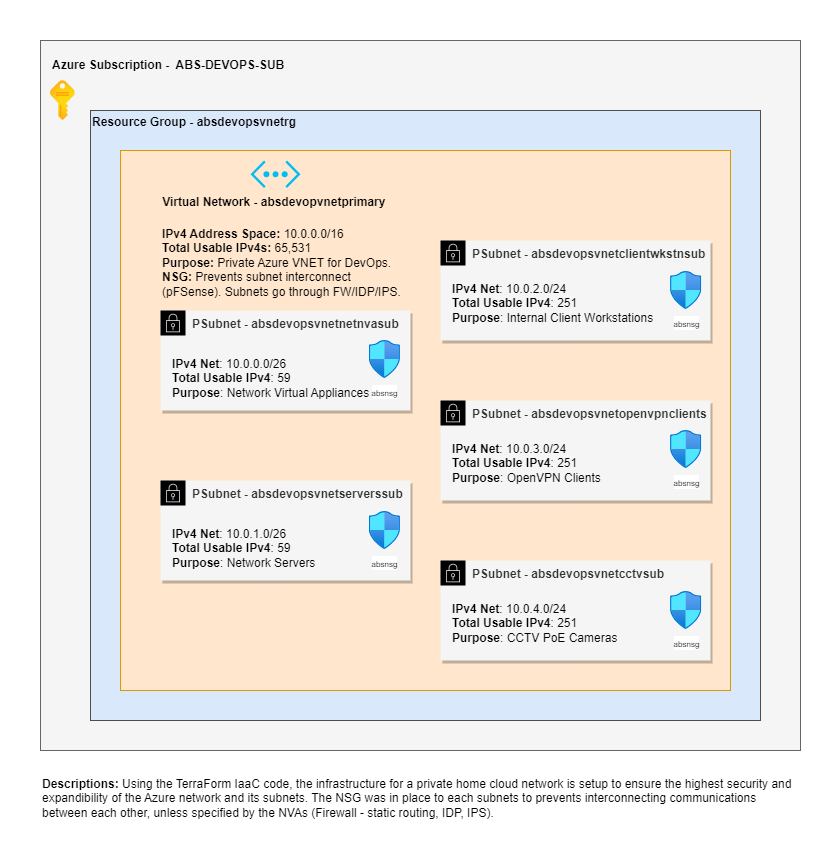 Azure Subscription - ABS-DEVOPS-SUB
Resource Group - absdevopsvnetrg
Virtual Network - absdevopvnetprimary
IPv4 Address Space: 10.0.0.0/16
Total Usable IPv4s: 65,531
Purpose: Private Azure VNET for DevOps.
NSG: Prevents subnet interconnect
(pFSense). Subnets go through FW/IDP/IPS.
PSubnet - absdevopsvnetnetnvasub
IPv4 Net: 10.0.0.0/26
Total Usable IPv4: 59
Purpose: Network Virtual Appliances
absnsg
PSubnet - absdevopsvnetserverssub
IPv4 Net: 10.0.1.0/26
Total Usable IPv4: 59
Purpose: Network Servers
absnsg
PSubnet - absdevopsvnetclientwkstnsub
IPv4 Net: 10.0.2.0/24
Total Usable IPv4: 251
Purpose: Internal Client Workstations
absnsg
PSubnet - absdevopsvnetopenvpnclients
IPv4 Net: 10.0.3.0/24
Total Usable IPv4: 251
Purpose: OpenVPN Clients
absnsg
PSubnet - absdevopsvnetcctvsub
IPv4 Net: 10.0.4.0/24
Total Usable IPv4: 251
Purpose: CCTV PoE Cameras
absnsg
Descriptions: Using the TerraForm IaaC code, the infrastructure for a private home cloud network is setup to ensure the highest security and
expandibility of the Azure network and its subnets. The NSG was in place to each subnets to prevents interconnecting communications
between each other, unless specified by the NVAs (Firewall - static routing, IDP, IPS).